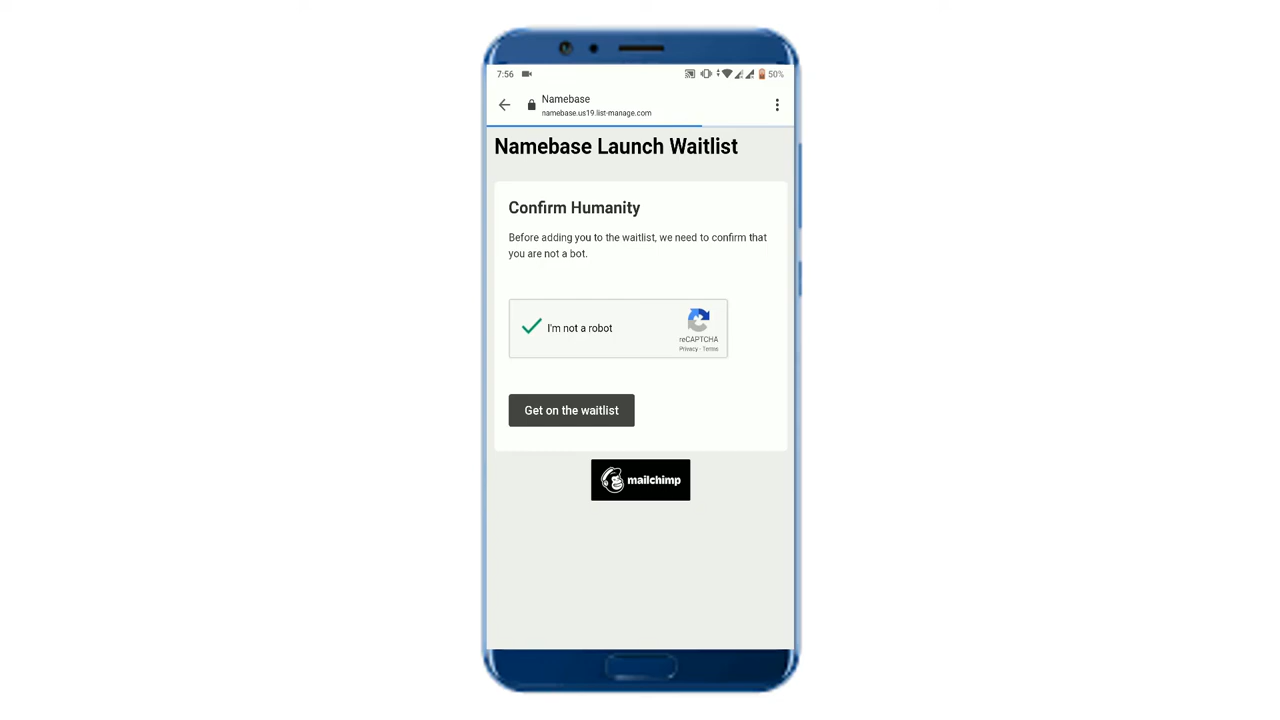 7:56
50%
Namebase
namebase.us19.list-manage.com
Namebase Launch Waitlist
Confirm Humanity
Before adding you to the waitlist, we need to confirm that
you are not a bot.
I'm not a robot
reCAPTCHA
Privacy - Terms
Get on the waitlist
mailchimp